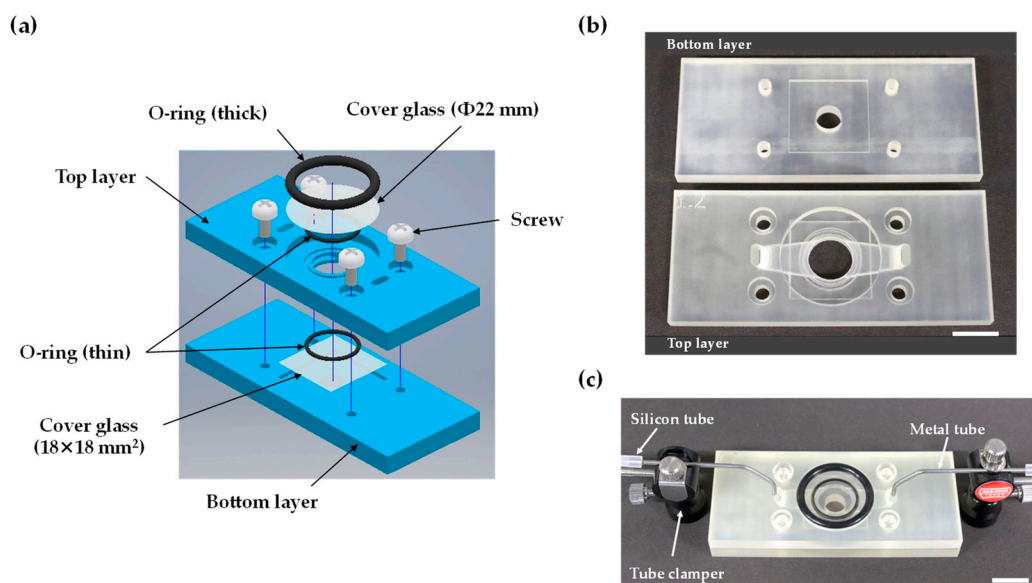 (a)
O-ring (thick)
Cover glass (Φ22 mm)
Top layer
Screw
O-ring (thin)
Cover glass
(18×18 mm²)
Bottom layer
(b)
Bottom layer
Top layer
(c)
Silicon tube
Metal tube
Tube clamper